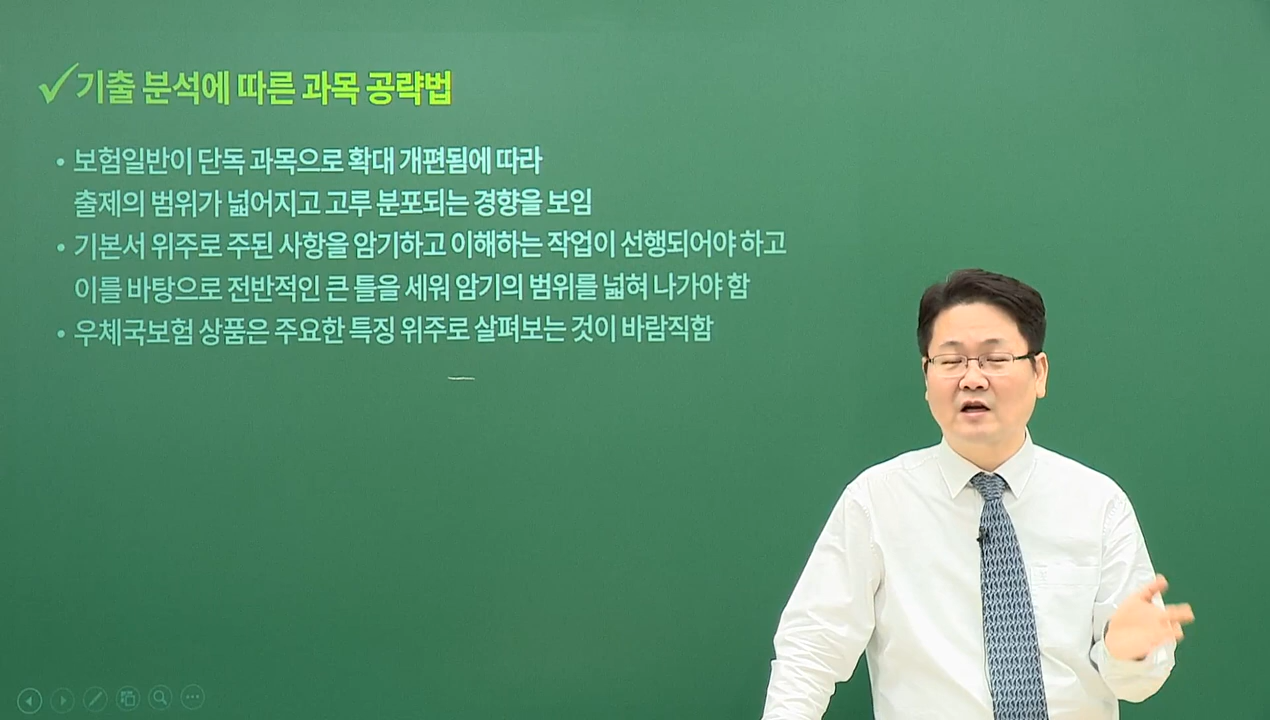 기출 분석에 따른 과목 공략법
• 보험일반이 단독 과목으로 확대 개편됨에 따라
출제의 범위가 넓어지고 고루 분포되는 경향을 보임
• 기본서 위주로 주된 사항을 암기하고 이해하는 작업이 선행되어야 하고
이를 바탕으로 전반적인 큰 틀을 세워 암기의 범위를 넓혀 나가야 함
• 우체국보험 상품은 주요한 특징 위주로 살펴보는 것이 바람직함